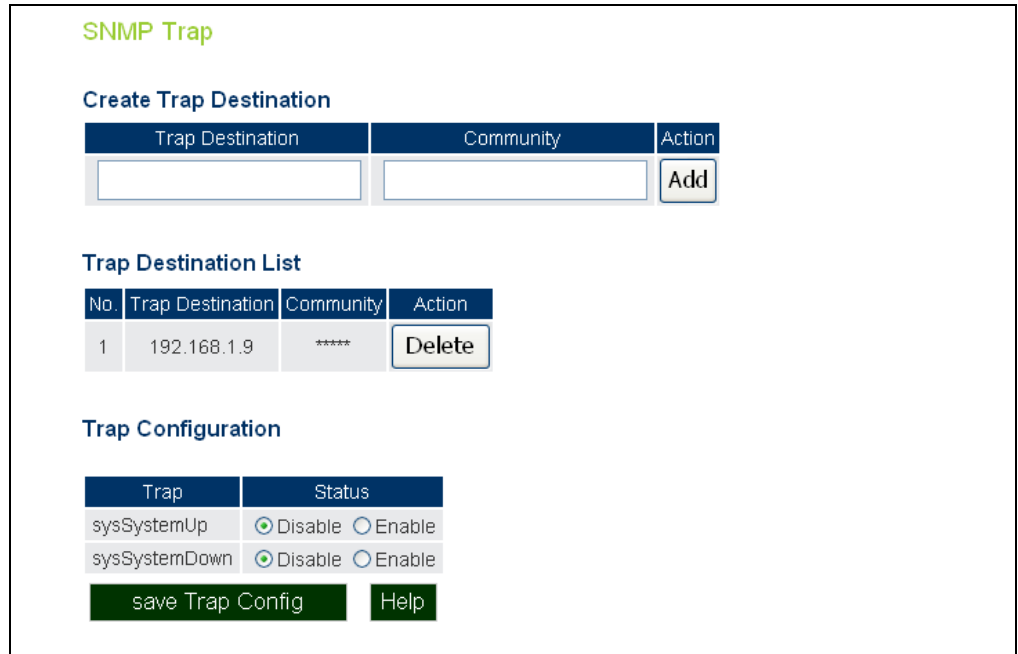 SNMP Trap
Create Trap Destination
Trap Destination Community Action
Add
Trap Destination List
No. Trap Destination Community Action
1 192.168.1.9 ***** Delete
Trap Configuration
Trap Status
sysSystemUp Disable Enable
sysSystemDown Disable Enable
save Trap Config Help